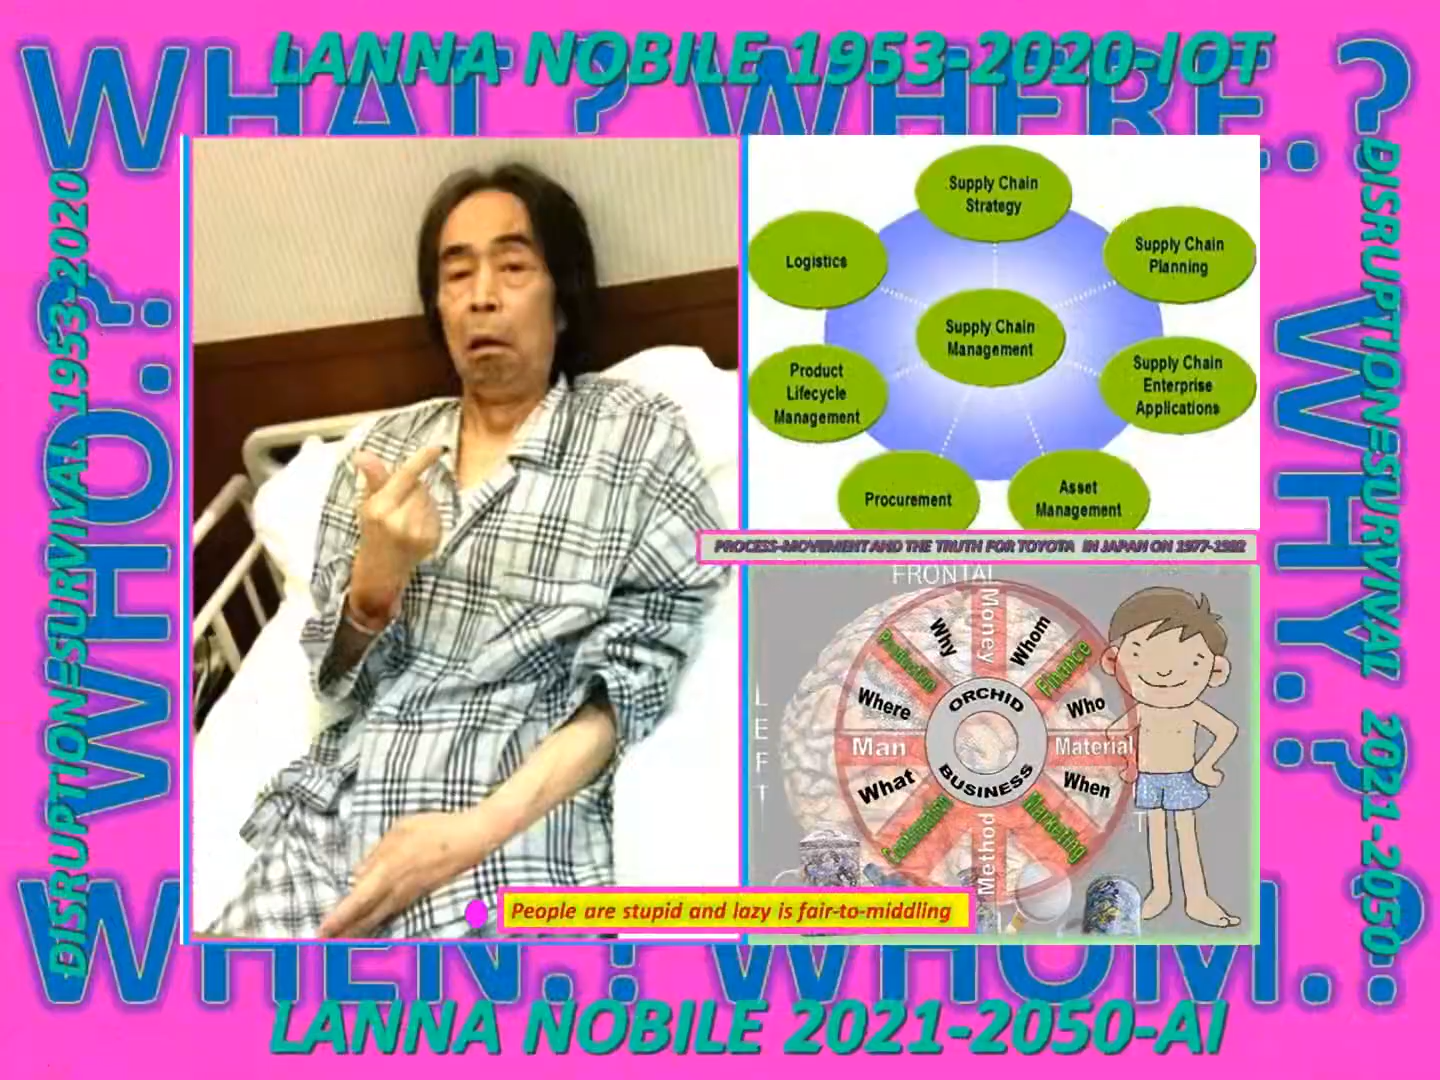 LANNA NOBILE 1953-2020-IOT
WHAT ? WHERE. ?
DISRUPTION=SURVIVAL 1953-2020
WHO. ?
Supply Chain
Strategy
Logistics
Supply Chain
Planning
Supply Chain
Management
Product
Lifecycle
Management
Supply Chain
Enterprise
Applications
Procurement
Asset
Management
PROCESS-MOVEMENT AND THE TRUTH FOR TOYOTA IN JAPAN ON 1977-1982
FRONTAL
LEFT
T
Money
Whom
Finance
Who
Material
When
Marketing
Method
What
Man
Where
Production
Why
ORCHID
BUSINESS
People are stupid and lazy is fair-to-middling
DISRUPTION=SURVIVAL 2021-2050
WHY. ?
WHEN. ? WHOM. ?
LANNA NOBILE 2021-2050-AI